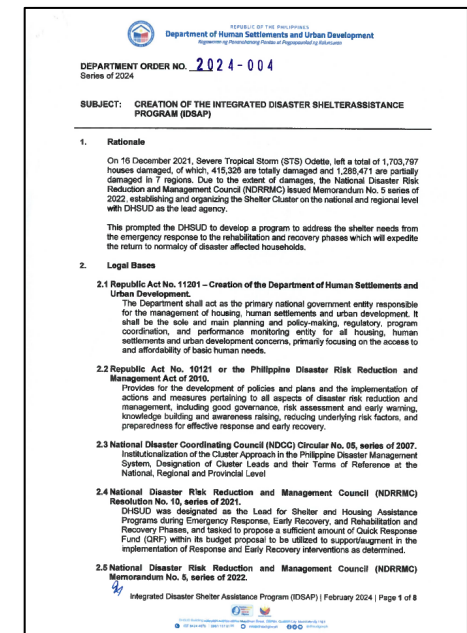 REPUBLIC OF THE PHILIPPINES
Department of Human Settlements and Urban Development
DEPARTMENT ORDER NO. 2024-004
Series of 2024
SUBJECT: CREATION OF THE INTEGRATED DISASTER SHELTERASSISTANCE
PROGRAM (IDSAP)
1. Rationale
On 16 December 2021, Severe Tropical Storm (STS) Odette, left a total of 1,703,797
houses damaged, of which, 415,326 are totally damaged and 1,288,471 are partially
damaged in 7 regions. Due to the extent of damages, the National Disaster Risk
Reduction and Management Council (NDRRMC) issued Memorandum No. 5 series of
2022, establishing and organizing the Shelter Cluster on the national and regional level
with DHSUD as the lead agency.
This prompted the DHSUD to develop a program to address the shelter needs from
the emergency response to the rehabilitation and recovery phases which will expedite
the return to normalcy of disaster affected households.
2. Legal Bases
2.1 Republic Act No. 11201 – Creation of the Department of Human Settlements and
Urban Development.
The Department shall act as the primary national government entity responsible
for the management of housing, human settlements and urban development. It
shall be the sole and main planning and policy-making, regulatory, program
coordination, and performance monitoring entity for all housing, human
settlements and urban development concerns, primarily focusing on the access to
and affordability of basic human needs.
2.2 Republic Act No. 10121 or the Philippine Disaster Risk Reduction and
Management Act of 2010.
Provides for the development of policies and plans and the implementation of
actions and measures pertaining to all aspects of disaster risk reduction and
management, including good governance, risk assessment and early warning,
knowledge building and awareness raising, reducing underlying risk factors, and
preparedness for effective response and early recovery.
2.3 National Disaster Coordinating Council (NDCC) Circular No. 05, series of 2007.
Institutionalization of the Cluster Approach in the Philippine Disaster Management
System, Designation of Cluster Leads and their Terms of Reference at the
National, Regional and Provincial Level
2.4 National Disaster Risk Reduction and Management Council (NDRRMC)
Resolution No. 10, series of 2021.
DHSUD was designated as the Lead for Shelter and Housing Assistance
Programs during Emergency Response, Early Recovery, and Rehabilitation and
Recovery Phases, and tasked to propose a sufficient amount of Quick Response
Fund (QRF) within its budget proposal to be utilized to support/augment in the
implementation of Response and Early Recovery interventions as determined.
2.5 National Disaster Risk Reduction and Management Council (NDRRMC)
Memorandum No. 5, series of 2022.
Integrated Disaster Shelter Assistance Program (IDSAP) | February 2024 | Page 1 of 8